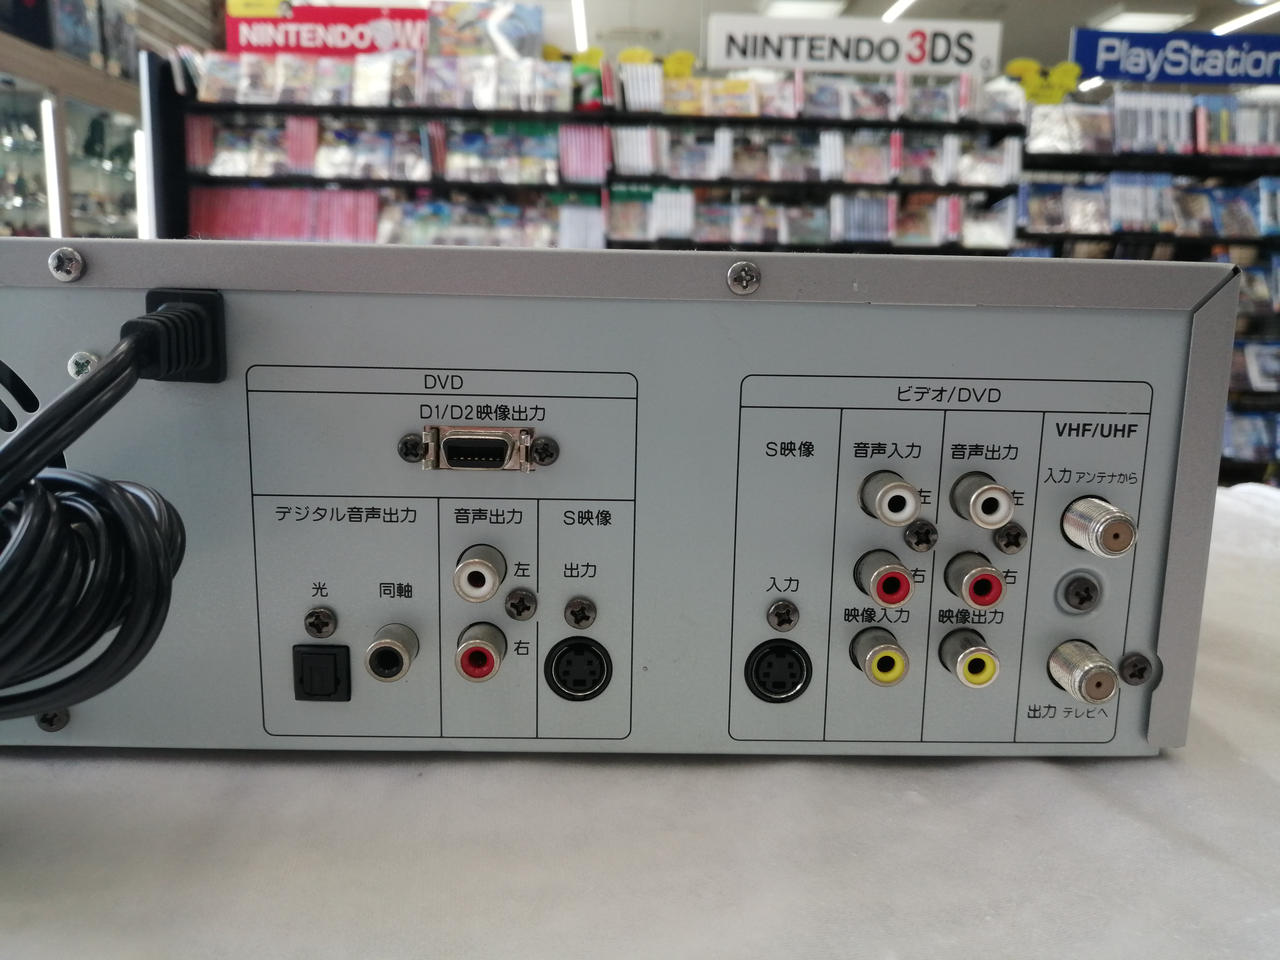 NINTENDO
NINTENDO 3DS
PlayStation
DVD
D1/D2映像出力
デジタル音声出力
光
同軸
音声出力
左
右
S映像
出力
ビデオ/DVD
S映像
入力
音声入力
左
右
映像入力
音声出力
左
右
映像出力
VHF/UHF
入力 アンテナから
出力 テレビへ